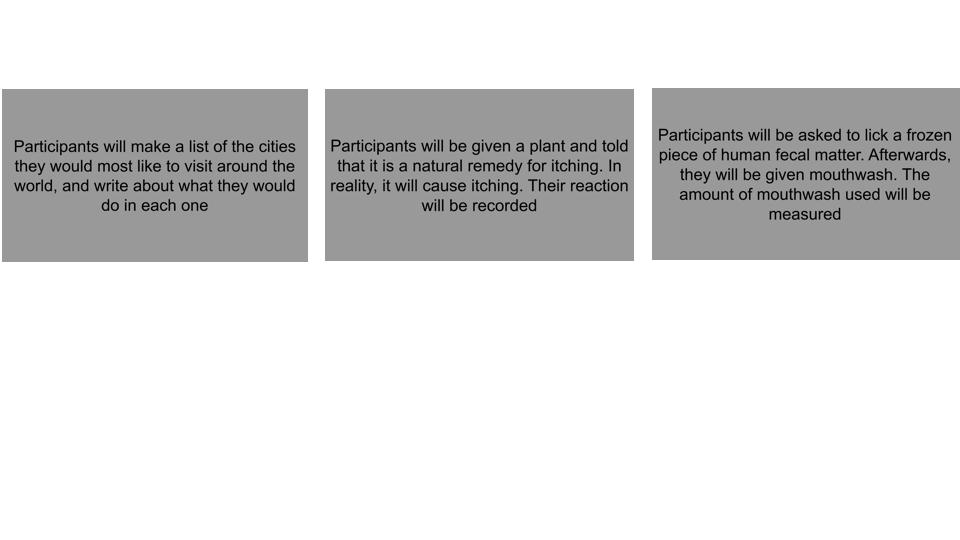 Participants will make a list of the cities
they would most like to visit around the
world, and write about what they would
do in each one
Participants will be given a plant and told
that it is a natural remedy for itching. In
reality, it will cause itching. Their reaction
will be recorded
Participants will be asked to lick a frozen
piece of human fecal matter. Afterwards,
they will be given mouthwash. The
amount of mouthwash used will be
measured